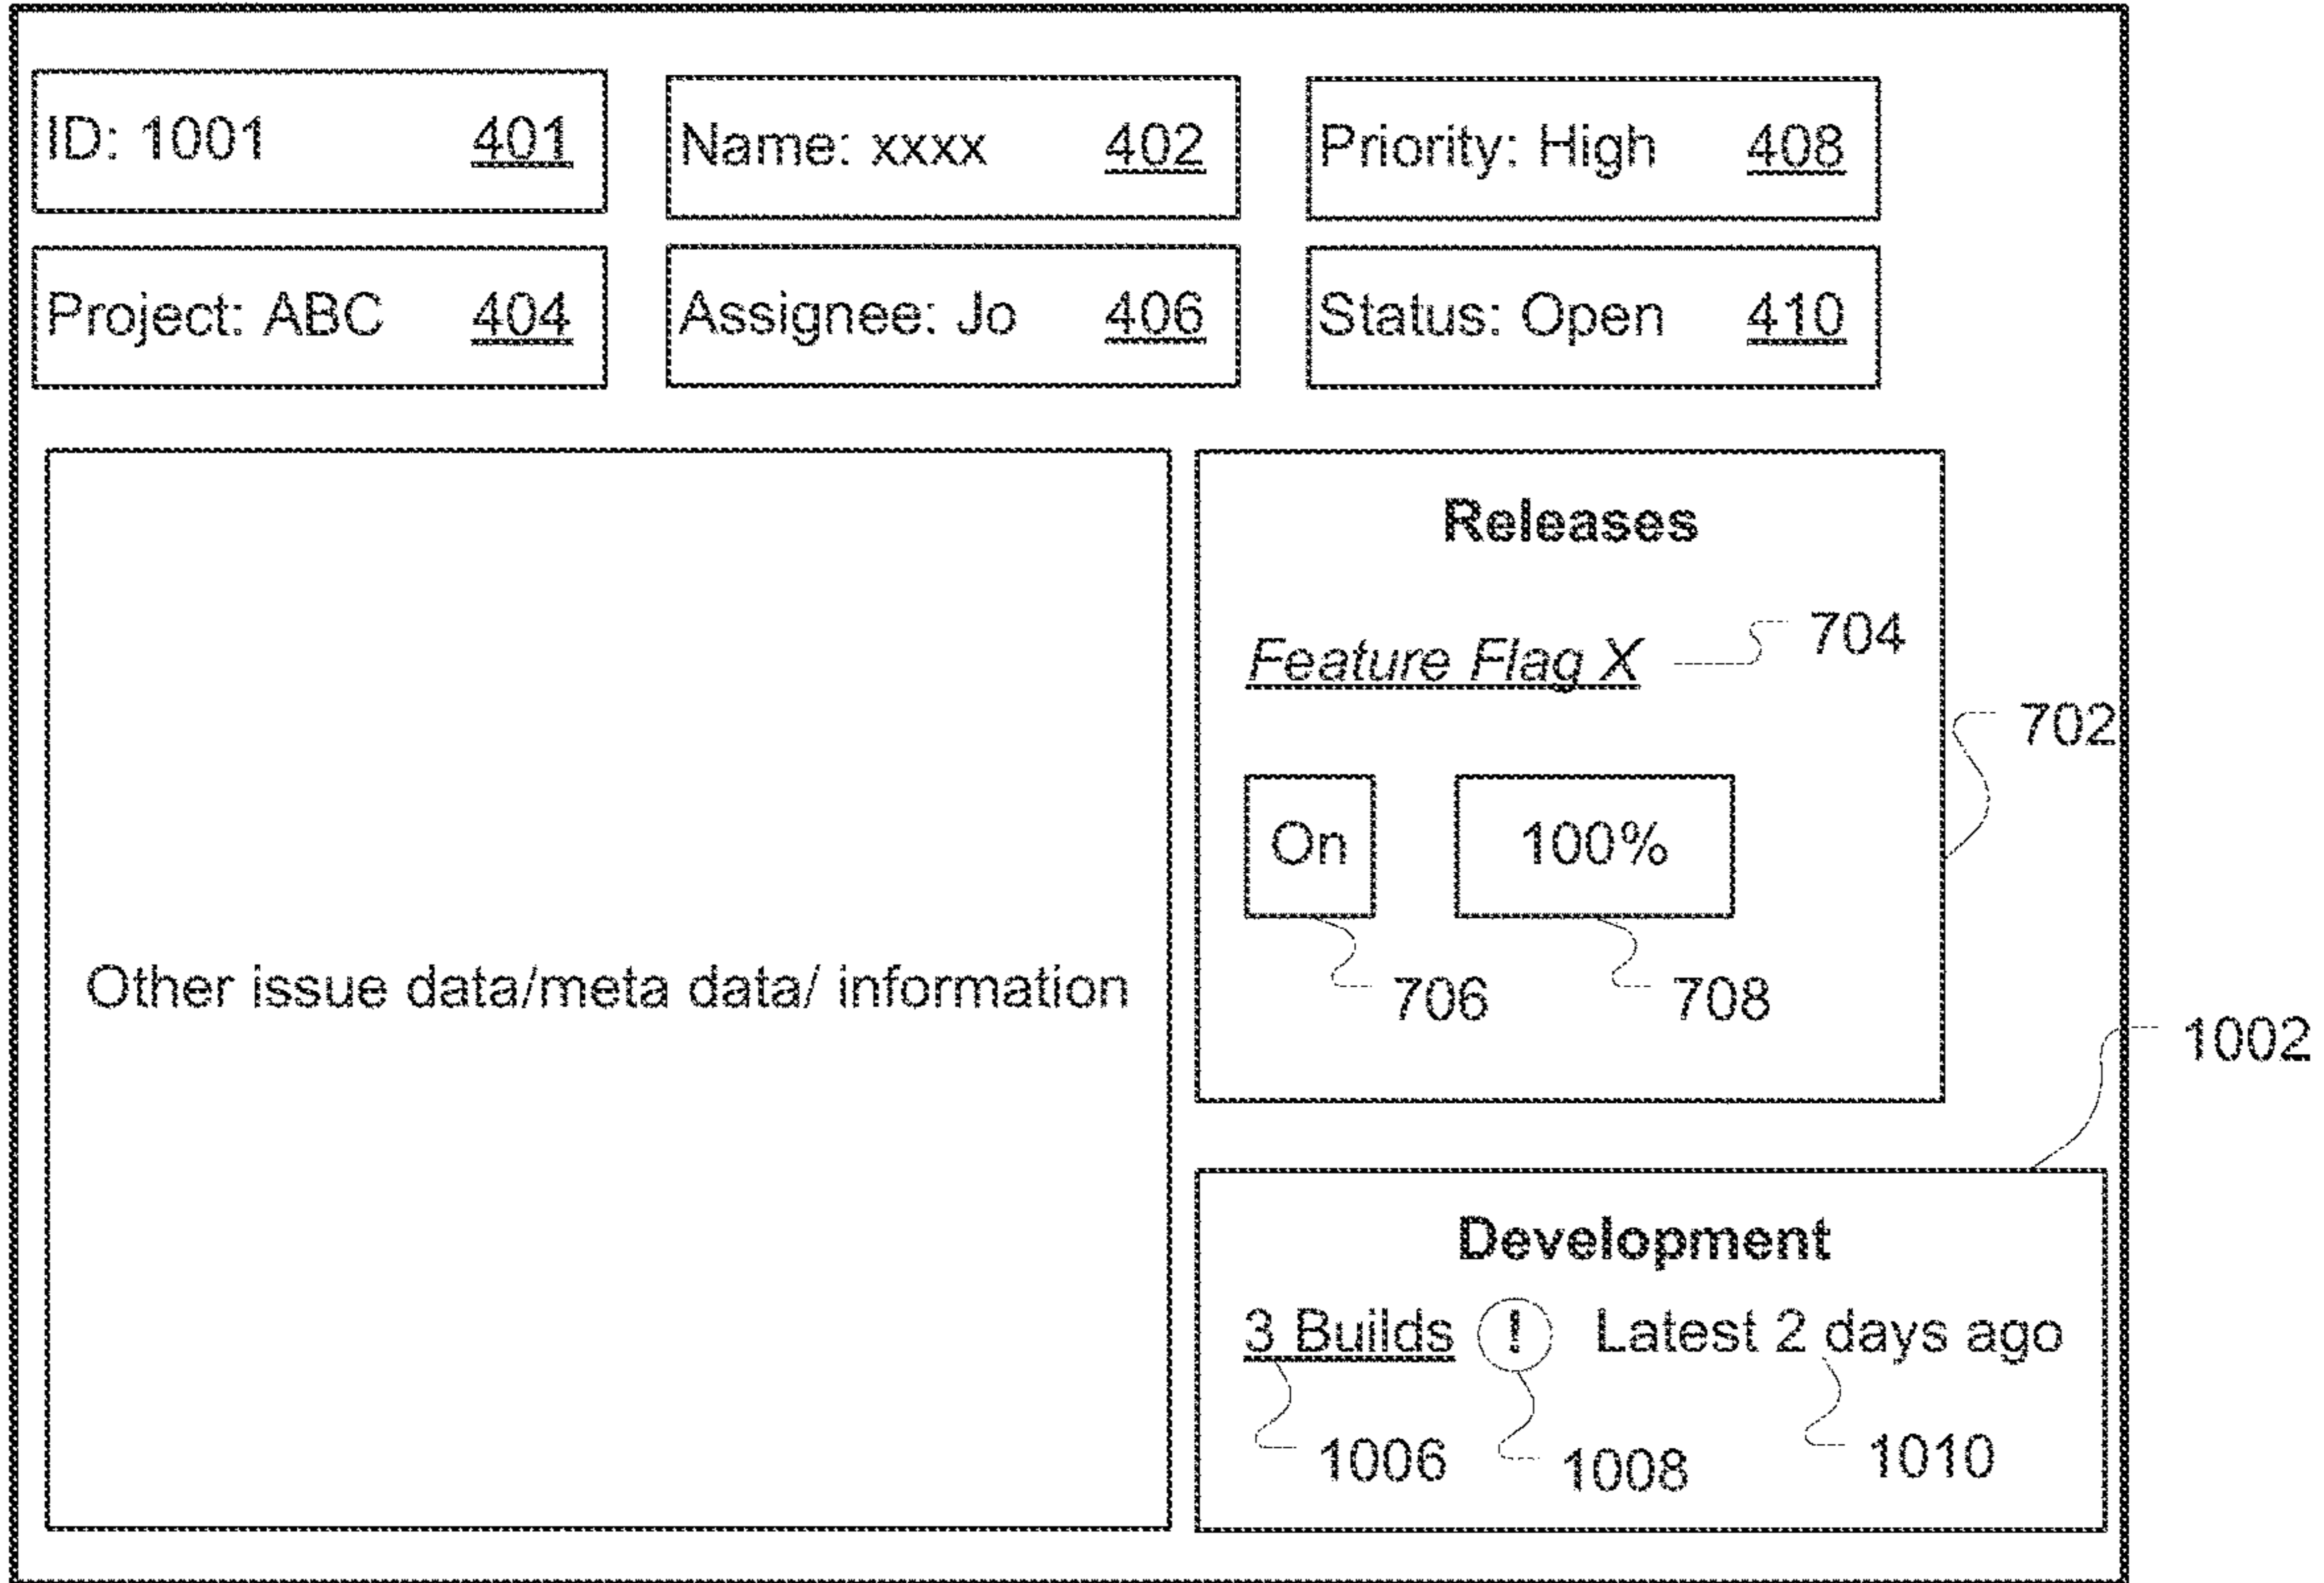 ID: 1001 401
Name: xxxx 402
Priority: High 408
Project: ABC 404
Assignee: Jo 406
Status: Open 410
Other issue data/meta data/ information
Releases
Feature Flag X 704
702
On 100%
706 708
1002
Development
3 Builds ! Latest 2 days ago
1006 1008 1010